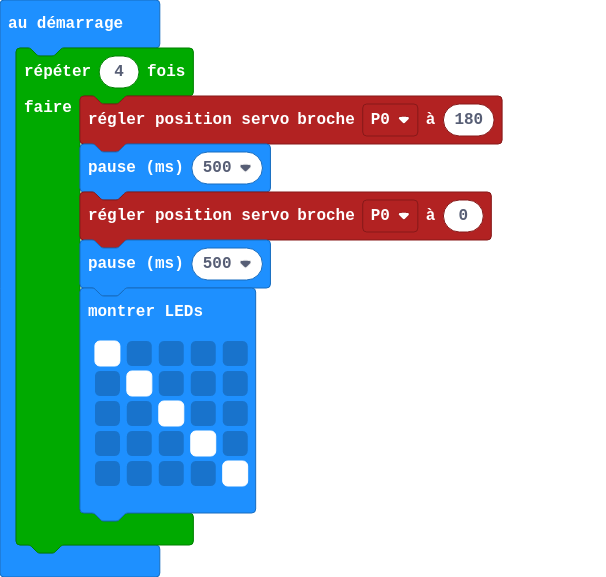 au démarrage
répéter 4 fois
faire
régler position servo broche P0 à 180
pause (ms) 500
régler position servo broche P0 à 0
pause (ms) 500
montrer LEDs